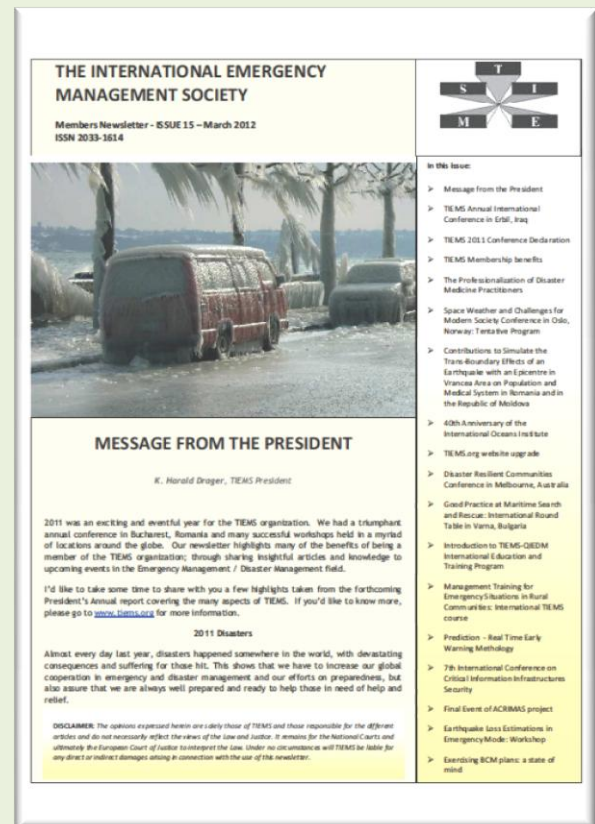 THE INTERNATIONAL EMERGENCY
MANAGEMENT SOCIETY
Members Newsletter - ISSUE 15 – March 2012
ISSN 2033-1614
T
S I
M E
MESSAGE FROM THE PRESIDENT
K. Harald Drager, TIEMS President
2011 was an exciting and eventful year for the TIEMS organization. We had a triumphant
annual conference in Bucharest, Romania and many successful workshops held in a myriad
of locations around the globe. Our newsletter highlights many of the benefits of being a
member of the TIEMS organization; through sharing insightful articles and knowledge to
upcoming events in the Emergency Management / Disaster Management field.
I'd like to take some time to share with you a few highlights taken from the forthcoming
President's Annual report covering the many aspects of TIEMS. If you'd like to know more,
please go to www.tiems.org for more information.
2011 Disasters
Almost every day last year, disasters happened somewhere in the world, with devastating
consequences and suffering for those hit. This shows that we have to increase our global
cooperation in emergency and disaster management and our efforts on preparedness, but
also assure that we are always well prepared and ready to help those in need of help and
relief.
DISCLAIMER: The opinions expressed herein are solely those of TIEMS and those responsible for the different
articles and do not necessarily reflect the views of the Law and Justice. It remains for the National Courts and
ultimately the European Court of Justice to interpret the Law. Under no circumstances will TIEMS be liable for
any direct or indirect damages arising in connection with the use of this newsletter.
In this issue:
➢ Message from the President
➢ TIEMS Annual International
Conference in Erbil, Iraq
➢ TIEMS 2011 Conference Declaration
➢ TIEMS Membership benefits
➢ The Professionalization of Disaster
Medicine Practitioners
➢ Space Weather and Challenges for
Modern Society Conference in Oslo,
Norway: Tentative Program
➢ Contributions to Simulate the
Trans-Boundary Effects of an
Earthquake with an Epicentre in
Vrancea Area on Population and
Medical System in Romania and in
the Republic of Moldova
➢ 40th Anniversary of the
International Oceans Institute
➢ TIEMS.org website upgrade
➢ Disaster Resilient Communities
Conference in Melbourne, Australia
➢ Good Practice at Maritime Search
and Rescue: International Round
Table in Varna, Bulgaria
➢ Introduction to TIEMS-QIEDM
International Education and
Training Program
➢ Management Training for
Emergency Situations in Rural
Communities: International TIEMS
course
➢ Prediction - Real Time Early
Warning Methology
➢ 7th International Conference on
Critical Information Infrastructures
Security
➢ Final Event of ACRIMAS project
➢ Earthquake Loss Estimations in
Emergency Mode: Workshop
➢ Exercising BCM plans: a state of
mind